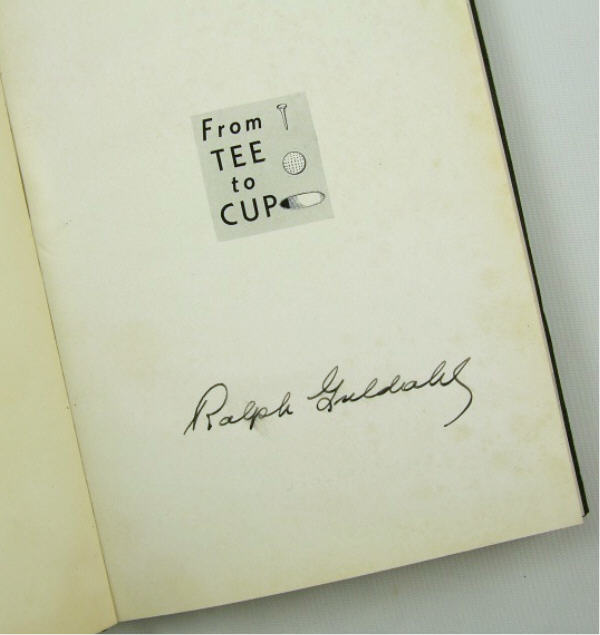 From
TEE
to
CUP
Ralph Guldahl